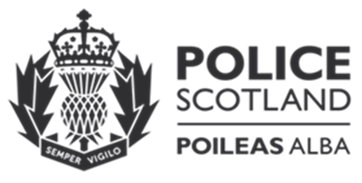 POLICE
SCOTLAND
POILEAS ALBA
SEMPER VIGILO